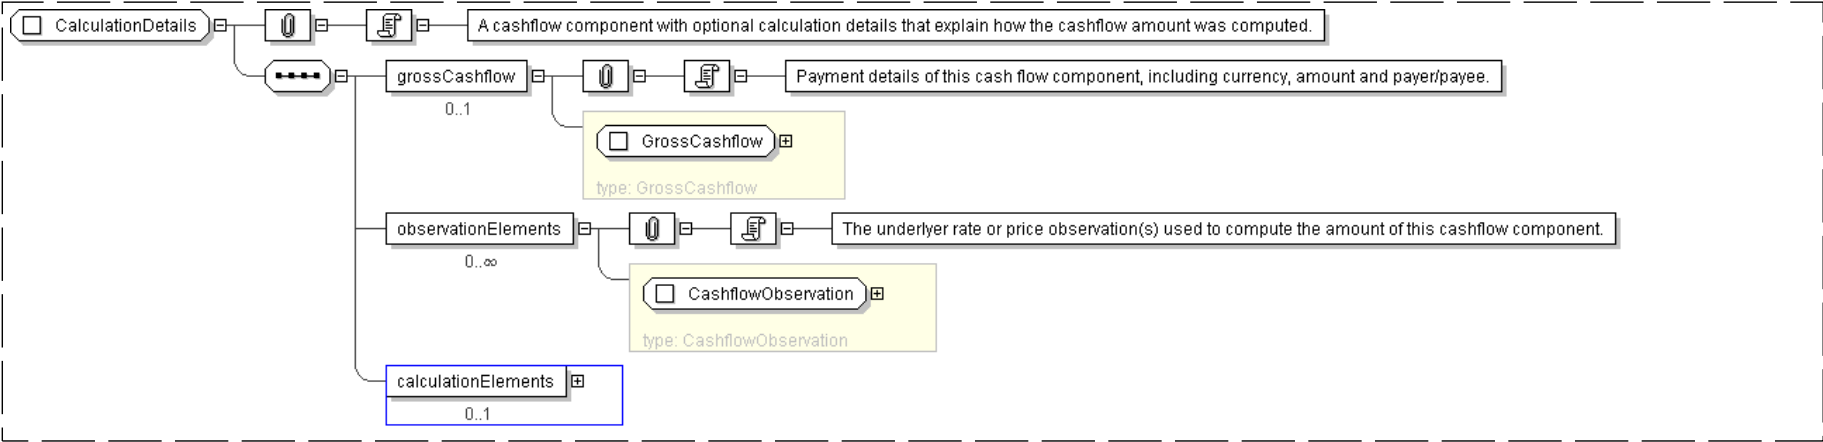 CalculationDetails
A cashflow component with optional calculation details that explain how the cashflow amount was computed.
grossCashflow
Payment details of this cash flow component, including currency, amount and payer/payee.
0..1
GrossCashflow
type: GrossCashflow
observationElements
The underlyer rate or price observation(s) used to compute the amount of this cashflow component.
0..∞
CashflowObservation
type: CashflowObservation
calculationElements
0..1